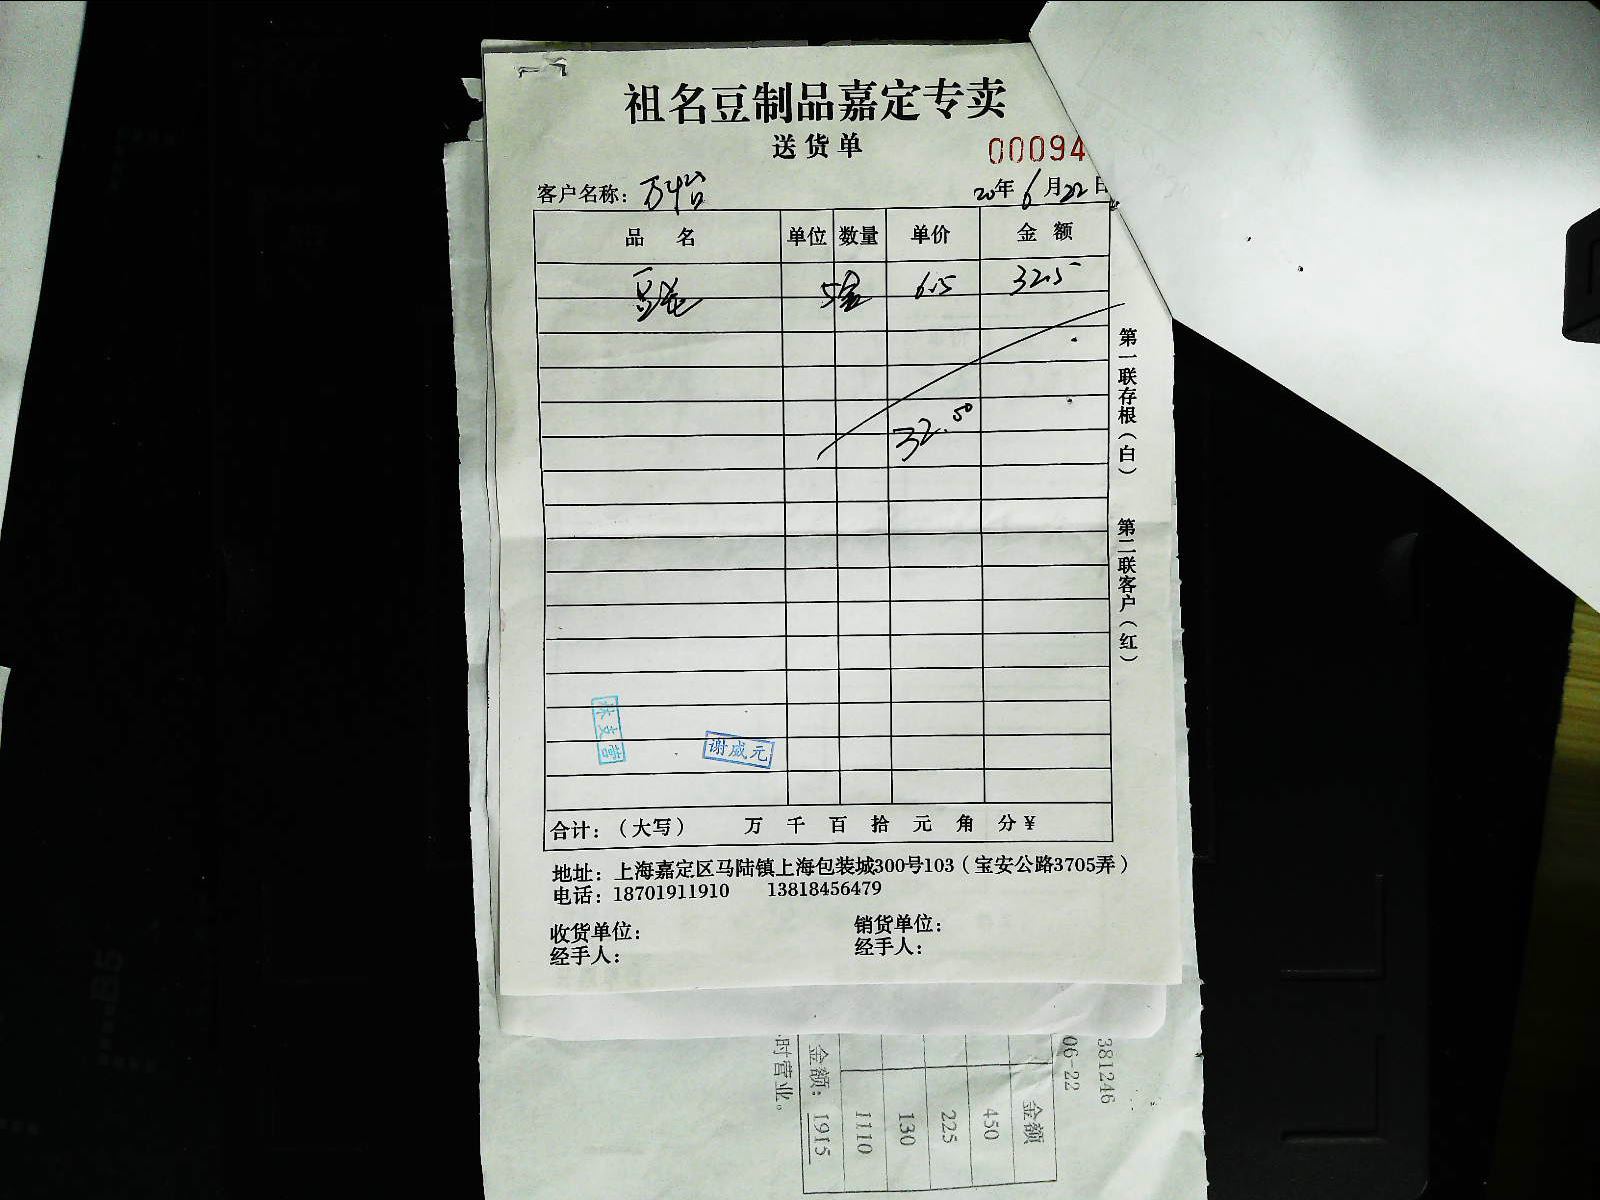 祖名豆制品嘉定专卖
送货单
00094
客户名称：万怡 20年6月22日
品 名 单位 数量 单价 金 额
5盒 6.5 32.5
32.50
谢威元
合计：（大写） 万 千 百 拾 元 角 分¥
地址：上海嘉定区马陆镇上海包装城300号103（宝安公路3705弄）
电话：18701911910 13818456479
收货单位： 销货单位：
经手人： 经手人：
第一联存根（白） 第二联客户（红）
381246
06-22
金额
450
225
130
1110
金额：1915
时营业。